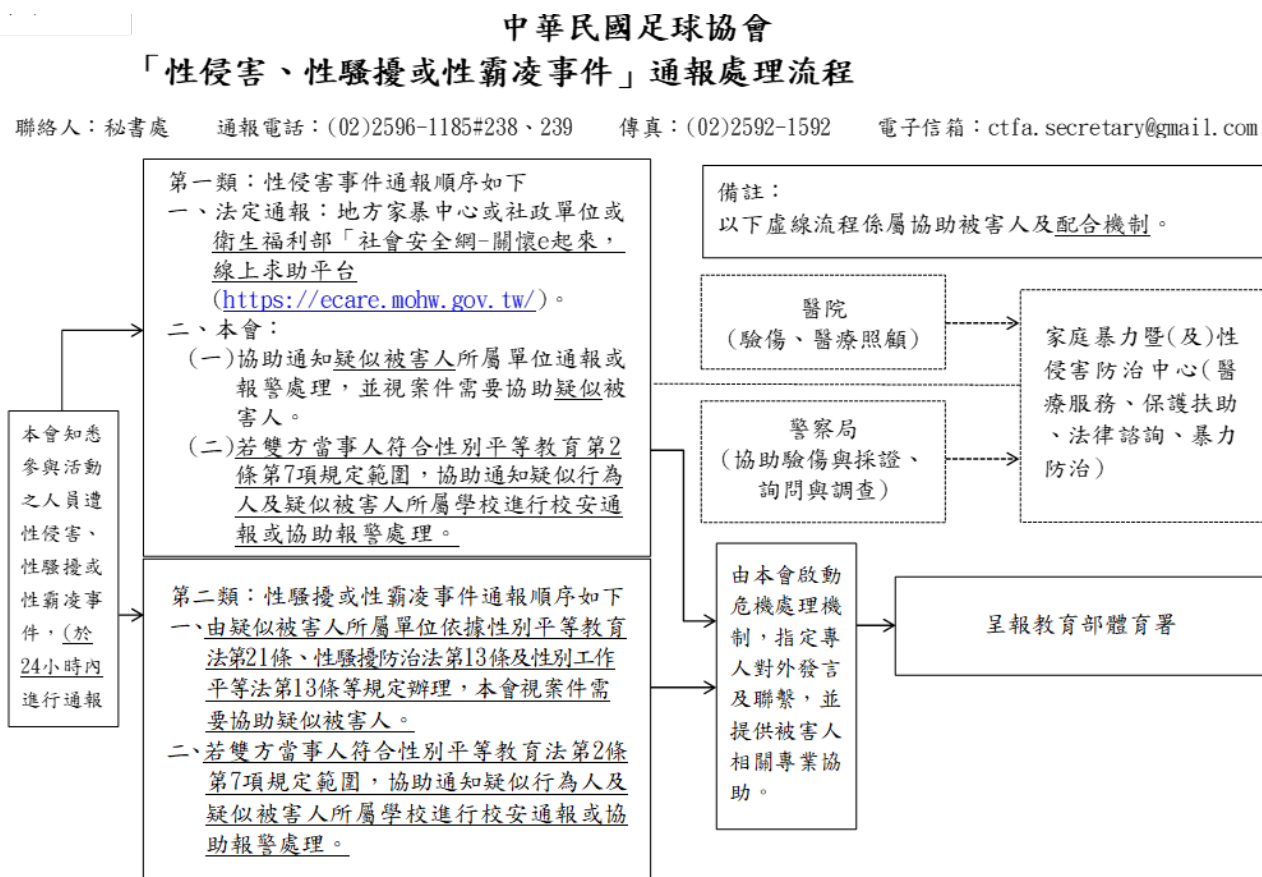 中華民國足球協會
「性侵害、性騷擾或性霸凌事件」通報處理流程
聯絡人：秘書處 通報電話：(02)2596-1185#238、239 傳真：(02)2592-1592 電子信箱：ctfa.secretary@gmail.com
本會知悉
參與活動
之人員遭
性侵害、
性騷擾或
性霸凌事
件，(於
24小時內
進行通報
第一類：性侵害事件通報順序如下
一、法定通報：地方家暴中心或社政單位或
衛生福利部「社會安全網-關懷e起來，
線上求助平台
(https://ecare.mohw.gov.tw/)。
二、本會：
(一)協助通知疑似被害人所屬單位通報或
報警處理，並視案件需要協助疑似被
害人。
(二)若雙方當事人符合性別平等教育第2
條第7項規定範圍，協助通知疑似行為
人及疑似被害人所屬學校進行校安通
報或協助報警處理。
第二類：性騷擾或性霸凌事件通報順序如下
一、由疑似被害人所屬單位依據性別平等教育
法第21條、性騷擾防治法第13條及性別工作
平等法第13條等規定辦理，本會視案件需
要協助疑似被害人。
二、若雙方當事人符合性別平等教育法第2條
第7項規定範圍，協助通知疑似行為人及
疑似被害人所屬學校進行校安通報或協
助報警處理。
備註：
以下虛線流程係屬協助被害人及配合機制。
醫院
(驗傷、醫療照顧)
警察局
(協助驗傷與採證、
詢問與調查)
家庭暴力暨(及)性
侵害防治中心(醫
療服務、保護扶助
、法律諮詢、暴力
防治)
由本會啟動
危機處理機
制，指定專
人對外發言
及聯繫，並
提供被害人
相關專業協
助。
呈報教育部體育署